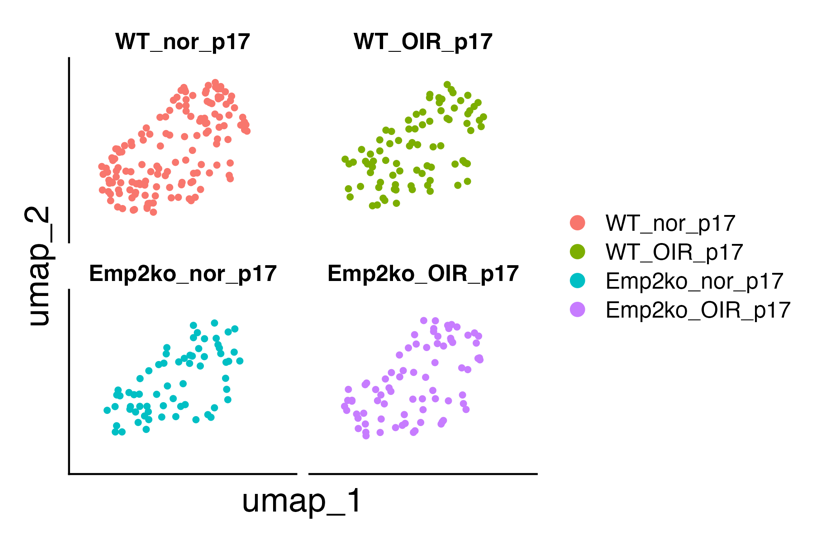 WT_nor_p17
WT_OIR_p17
Emp2ko_nor_p17
Emp2ko_OIR_p17
umap_2
umap_1
WT_nor_p17
WT_OIR_p17
Emp2ko_nor_p17
Emp2ko_OIR_p17